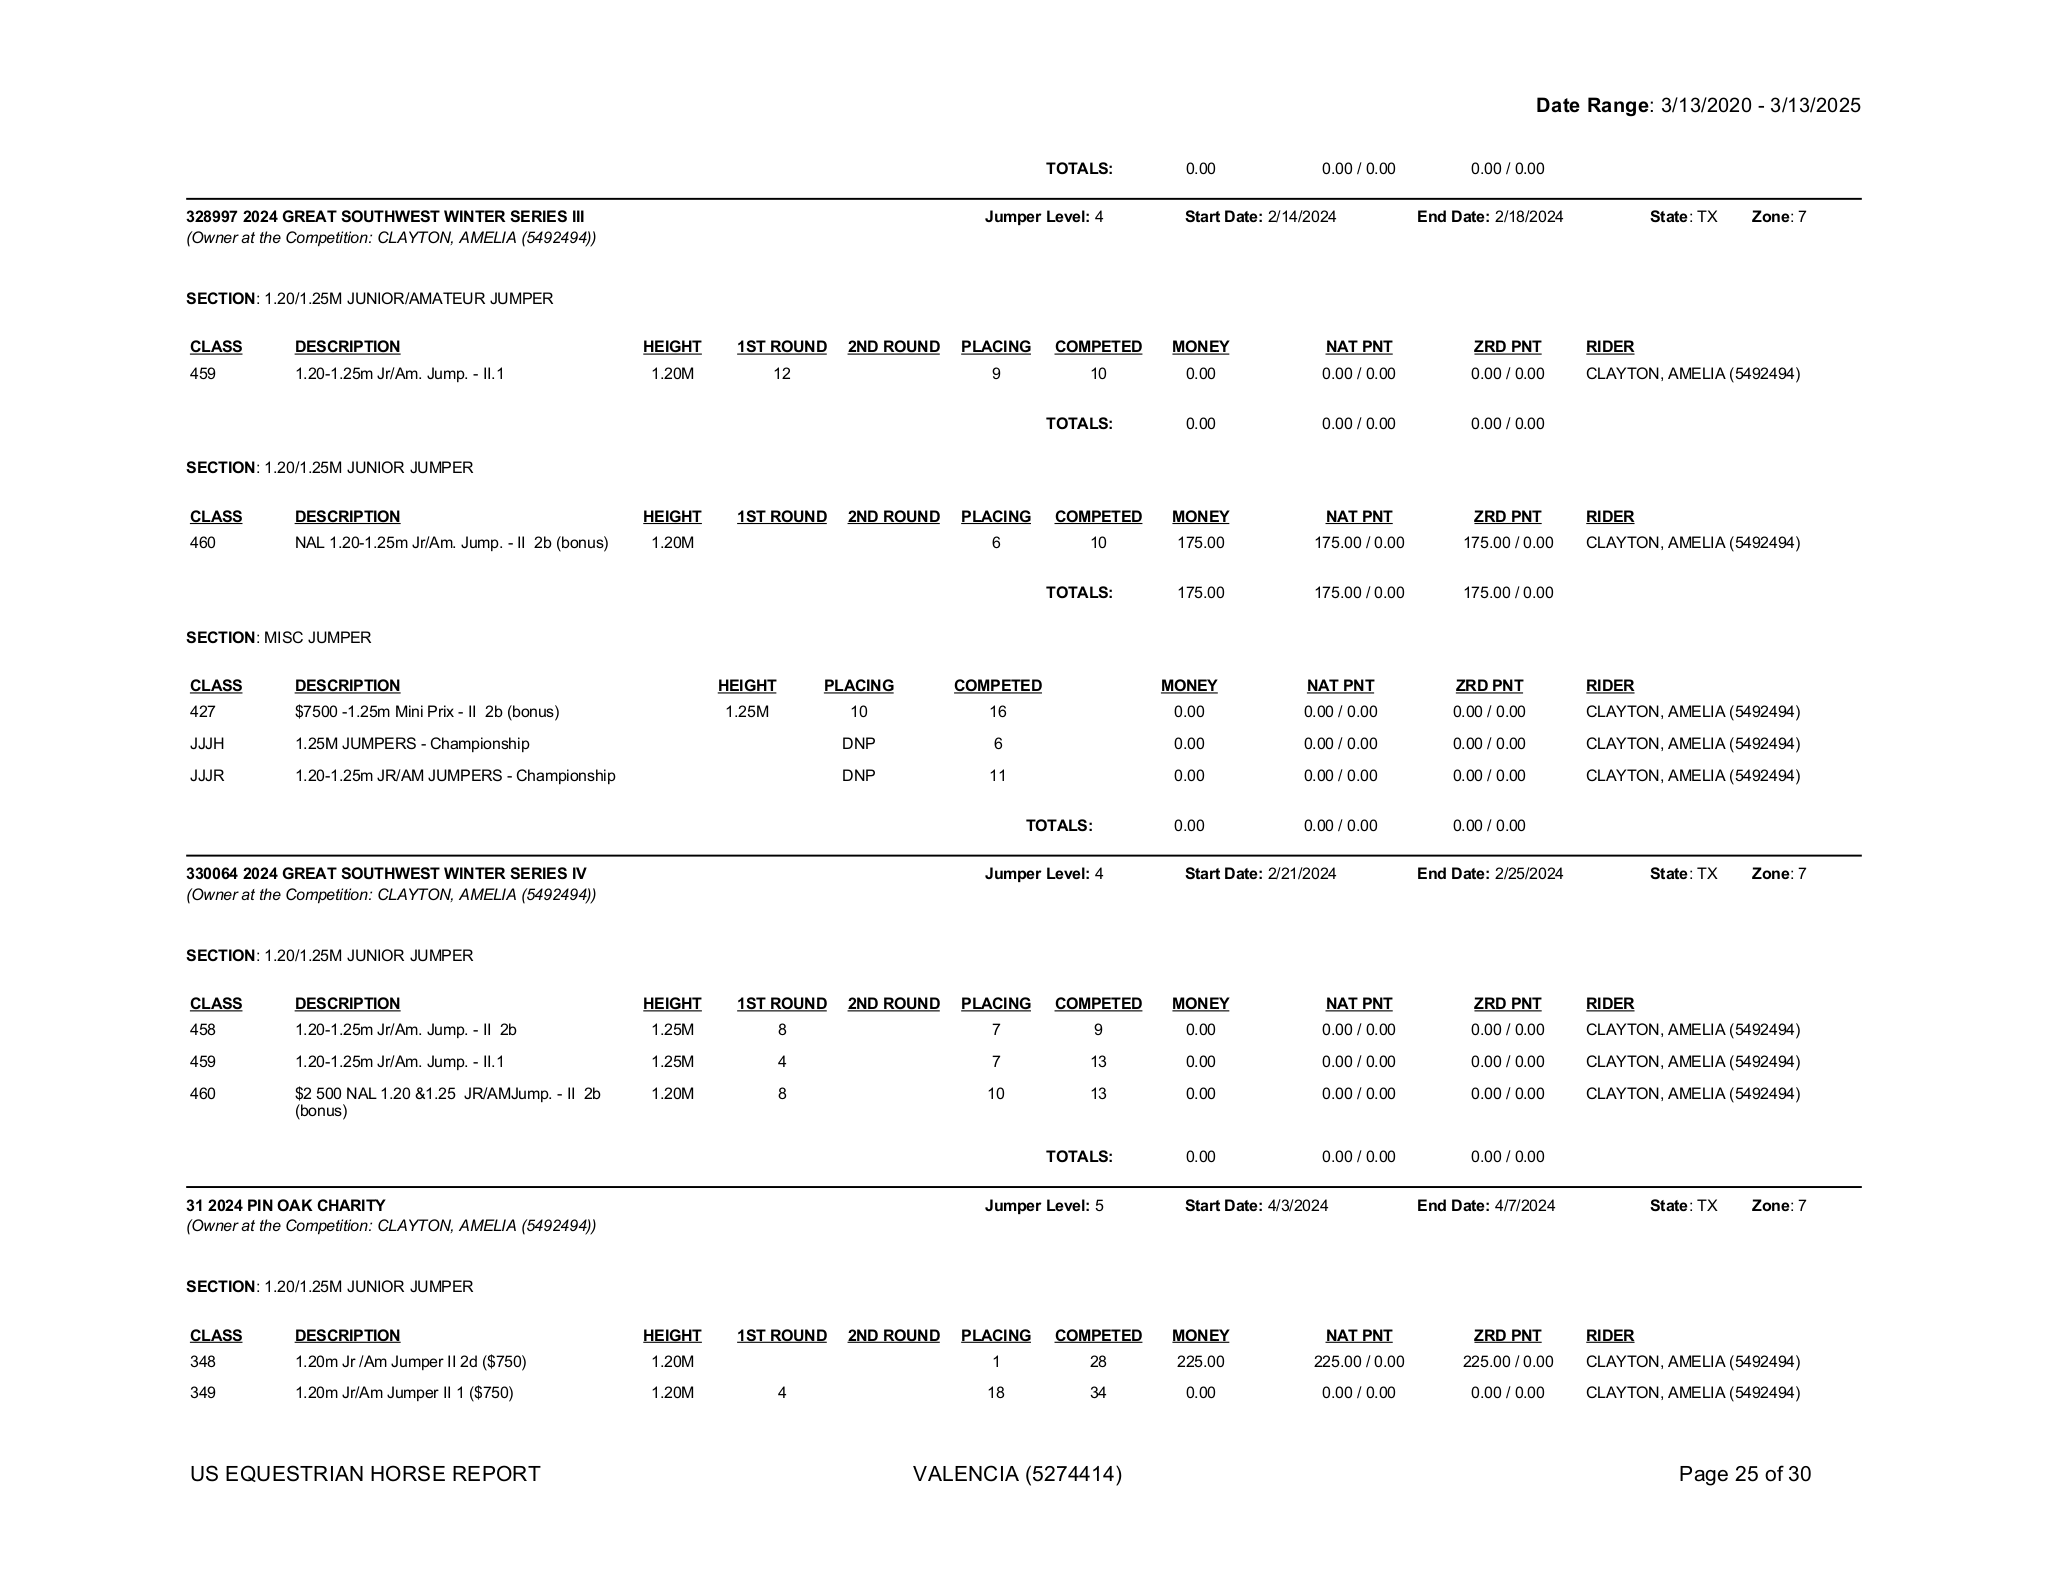 Date Range: 3/13/2020 - 3/13/2025
TOTALS: 0.00 0.00 / 0.00 0.00 / 0.00
328997 2024 GREAT SOUTHWEST WINTER SERIES III Jumper Level: 4 Start Date: 2/14/2024 End Date: 2/18/2024 State: TX Zone: 7
(Owner at the Competition: CLAYTON, AMELIA (5492494))
SECTION: 1.20/1.25M JUNIOR/AMATEUR JUMPER
CLASS DESCRIPTION HEIGHT 1ST ROUND 2ND ROUND PLACING COMPETED MONEY NAT PNT ZRD PNT RIDER
459 1.20-1.25m Jr/Am. Jump. - II.1 1.20M 12 9 10 0.00 0.00 / 0.00 0.00 / 0.00 CLAYTON, AMELIA (5492494)
TOTALS: 0.00 0.00 / 0.00 0.00 / 0.00
SECTION: 1.20/1.25M JUNIOR JUMPER
CLASS DESCRIPTION HEIGHT 1ST ROUND 2ND ROUND PLACING COMPETED MONEY NAT PNT ZRD PNT RIDER
460 NAL 1.20-1.25m Jr/Am. Jump. - II 2b (bonus) 1.20M 6 10 175.00 175.00 / 0.00 175.00 / 0.00 CLAYTON, AMELIA (5492494)
TOTALS: 175.00 175.00 / 0.00 175.00 / 0.00
SECTION: MISC JUMPER
CLASS DESCRIPTION HEIGHT PLACING COMPETED MONEY NAT PNT ZRD PNT RIDER
427 $7500 -1.25m Mini Prix - II 2b (bonus) 1.25M 10 16 0.00 0.00 / 0.00 0.00 / 0.00 CLAYTON, AMELIA (5492494)
JJJH 1.25M JUMPERS - Championship DNP 6 0.00 0.00 / 0.00 0.00 / 0.00 CLAYTON, AMELIA (5492494)
JJJR 1.20-1.25m JR/AM JUMPERS - Championship DNP 11 0.00 0.00 / 0.00 0.00 / 0.00 CLAYTON, AMELIA (5492494)
TOTALS: 0.00 0.00 / 0.00 0.00 / 0.00
330064 2024 GREAT SOUTHWEST WINTER SERIES IV Jumper Level: 4 Start Date: 2/21/2024 End Date: 2/25/2024 State: TX Zone: 7
(Owner at the Competition: CLAYTON, AMELIA (5492494))
SECTION: 1.20/1.25M JUNIOR JUMPER
CLASS DESCRIPTION HEIGHT 1ST ROUND 2ND ROUND PLACING COMPETED MONEY NAT PNT ZRD PNT RIDER
458 1.20-1.25m Jr/Am. Jump. - II 2b 1.25M 8 7 9 0.00 0.00 / 0.00 0.00 / 0.00 CLAYTON, AMELIA (5492494)
459 1.20-1.25m Jr/Am. Jump. - II.1 1.25M 4 7 13 0.00 0.00 / 0.00 0.00 / 0.00 CLAYTON, AMELIA (5492494)
460 $2 500 NAL 1.20 &1.25 JR/AMJump. - II 2b 1.20M 8 10 13 0.00 0.00 / 0.00 0.00 / 0.00 CLAYTON, AMELIA (5492494)
(bonus)
TOTALS: 0.00 0.00 / 0.00 0.00 / 0.00
31 2024 PIN OAK CHARITY Jumper Level: 5 Start Date: 4/3/2024 End Date: 4/7/2024 State: TX Zone: 7
(Owner at the Competition: CLAYTON, AMELIA (5492494))
SECTION: 1.20/1.25M JUNIOR JUMPER
CLASS DESCRIPTION HEIGHT 1ST ROUND 2ND ROUND PLACING COMPETED MONEY NAT PNT ZRD PNT RIDER
348 1.20m Jr /Am Jumper II 2d ($750) 1.20M 1 28 225.00 225.00 / 0.00 225.00 / 0.00 CLAYTON, AMELIA (5492494)
349 1.20m Jr/Am Jumper II 1 ($750) 1.20M 4 18 34 0.00 0.00 / 0.00 0.00 / 0.00 CLAYTON, AMELIA (5492494)
US EQUESTRIAN HORSE REPORT VALENCIA (5274414) Page 25 of 30